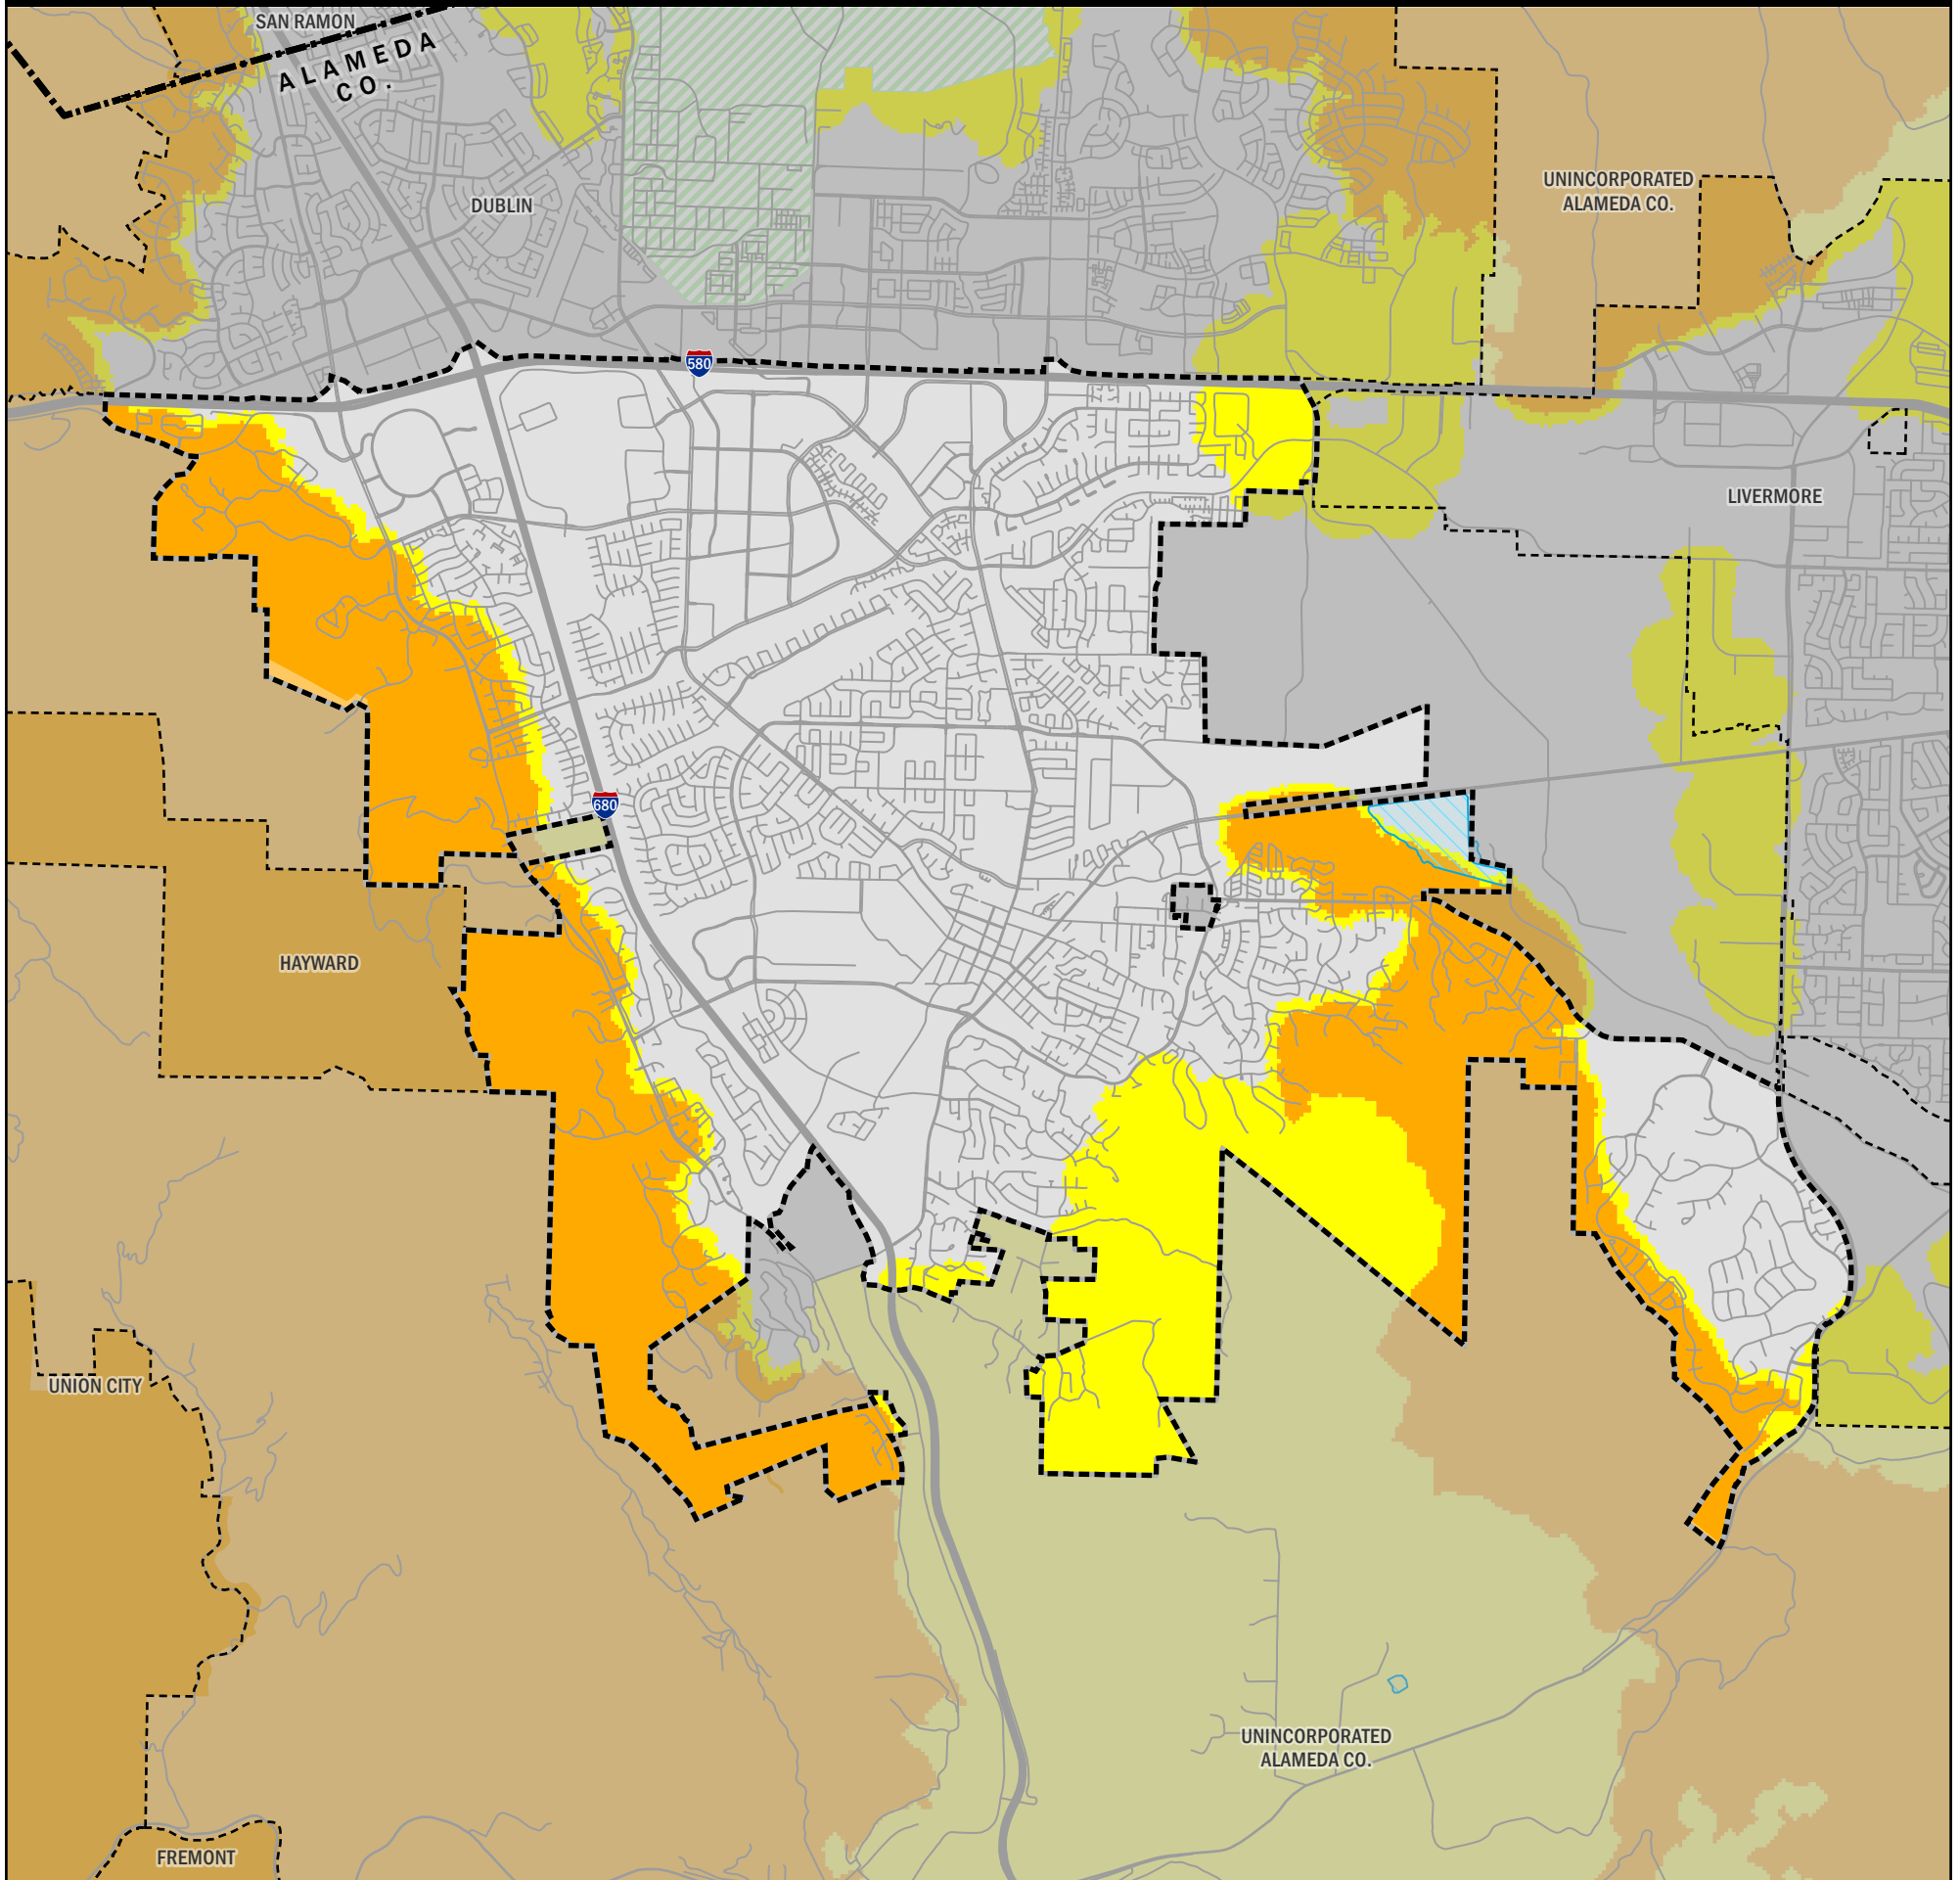 SAN RAMON
ALAMEDA
CO.
UNINCORPORATED
ALAMEDA CO.
DUBLIN
580
LIVERMORE
680
HAYWARD
UNION CITY
UNINCORPORATED
ALAMEDA CO.
FREMONT